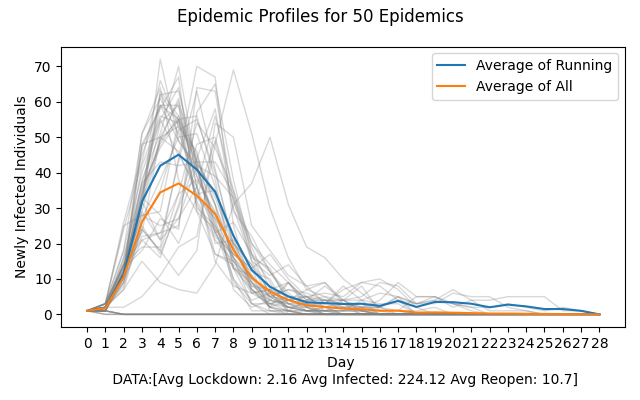 Epidemic Profiles for 50 Epidemics
Average of Running
Average of All
Newly Infected Individuals
70
60
50
40
30
20
10
0
0 1 2 3 4 5 6 7 8 9 10 11 12 13 14 15 16 17 18 19 20 21 22 23 24 25 26 27 28
Day
DATA:[Avg Lockdown: 2.16 Avg Infected: 224.12 Avg Reopen: 10.7]